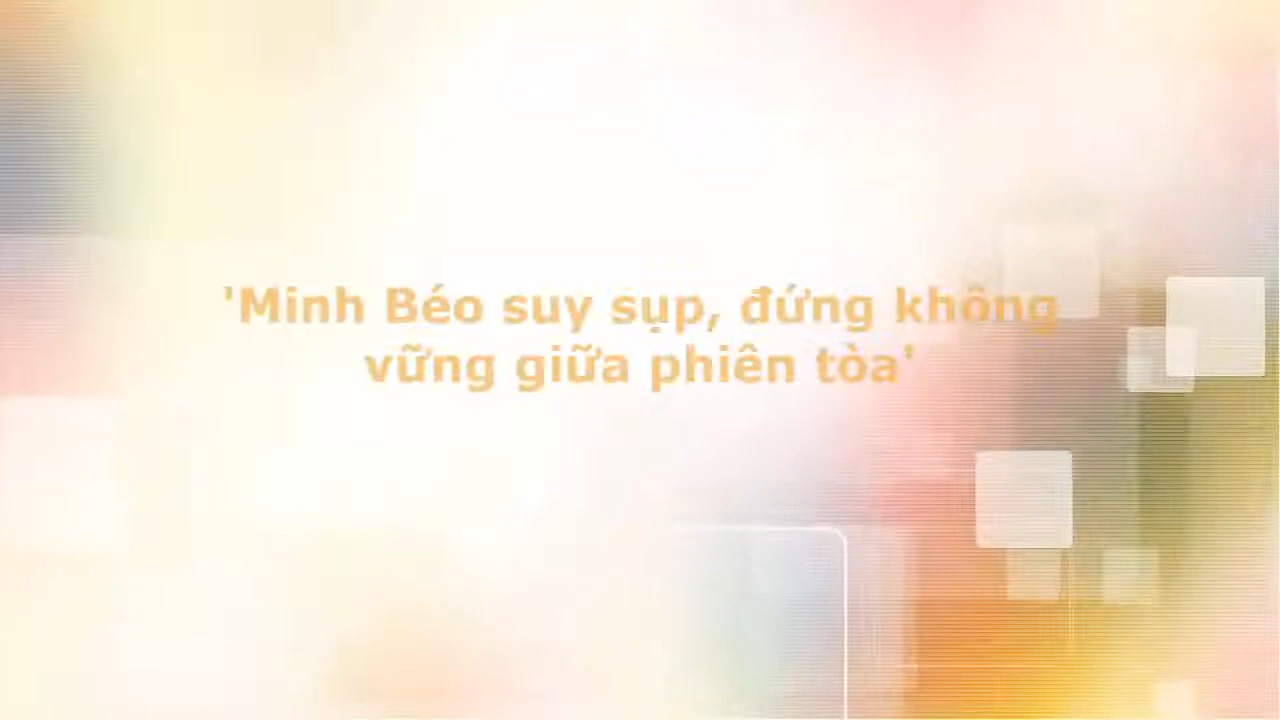 'Minh Béo suy sụp, đứng không
vững giữa phiên tòa'